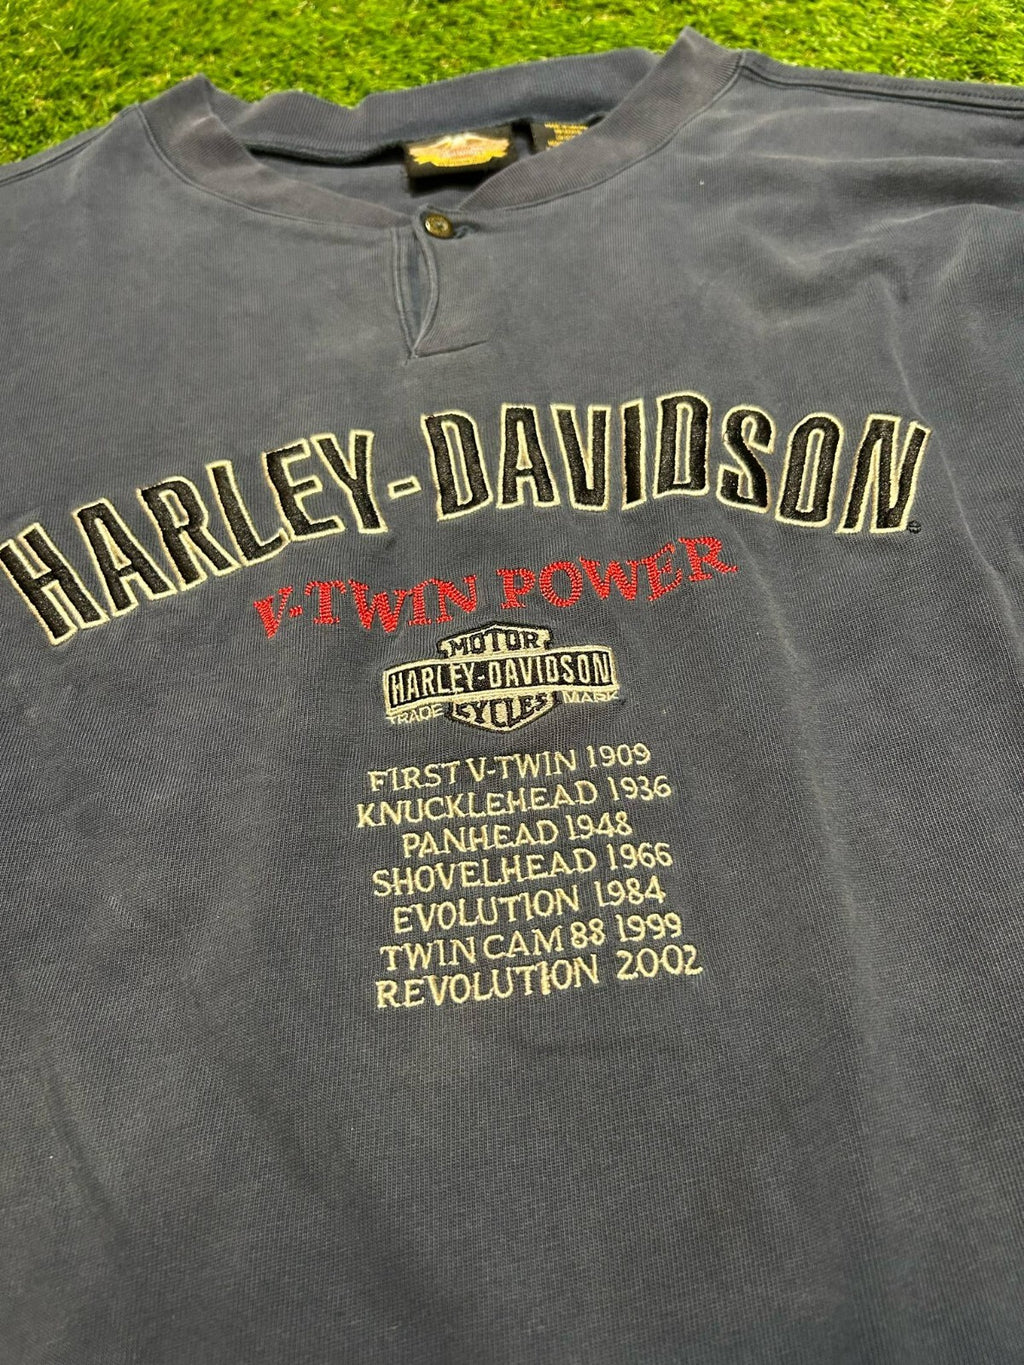 HARLEY-DAVIDSON®
V-TWIN POWER
MOTOR
HARLEY-DAVIDSON
TRADE MARK
CYCLES
FIRST V-TWIN 1909
KNUCKLEHEAD 1936
PANHEAD 1948
SHOVELHEAD 1966
EVOLUTION 1984
TWIN CAM 88 1999
REVOLUTION 2002